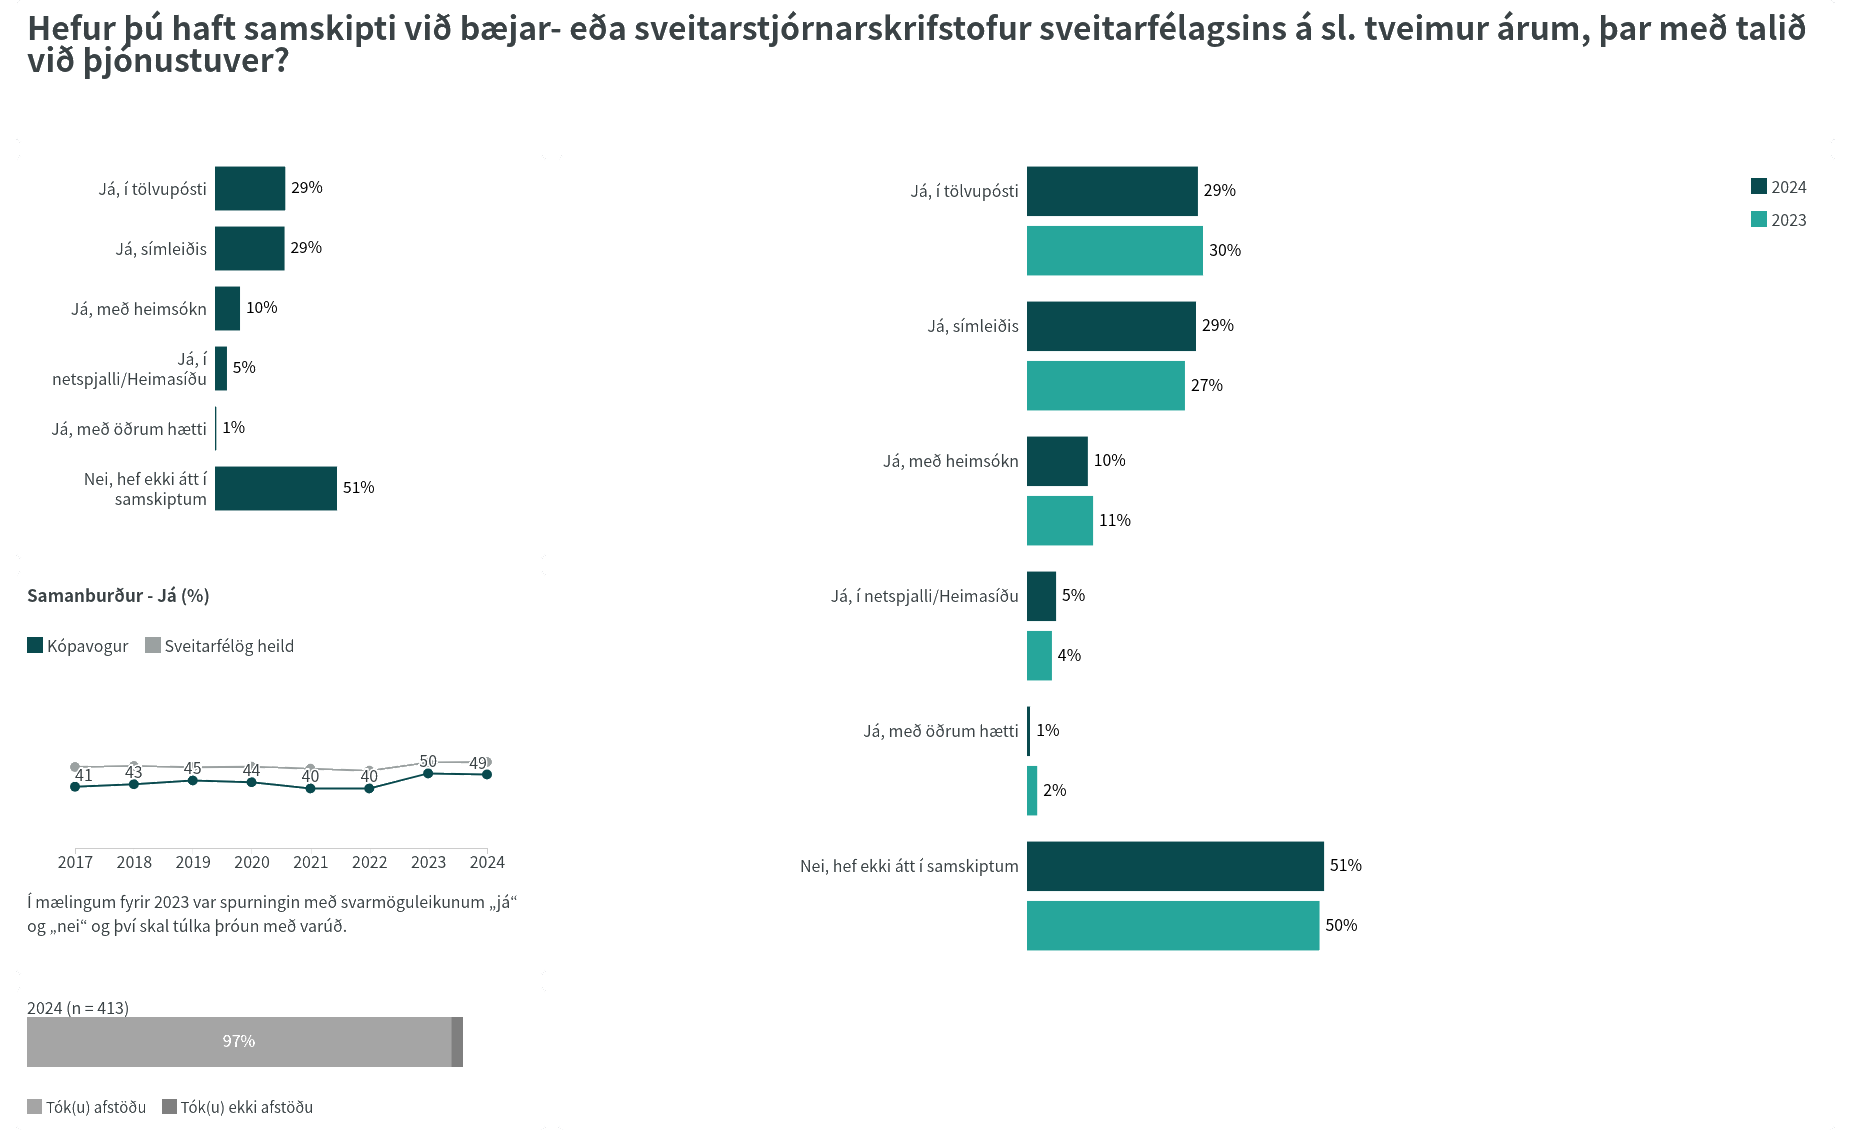 Hefur þú haft samskipti við bæjar- eða sveitarstjórnarskrifstofur sveitarfélagsins á sl. tveimur árum, þar með talið
við þjónustuver?
Já, í tölvupósti
29%
Já, símleiðis
29%
Já, með heimsókn
10%
Já, í
netspjalli/Heimasíðu
5%
Já, með öðrum hætti
1%
Nei, hef ekki átt í
samskiptum
51%
Samanburður - Já (%)
Kópavogur
Sveitarfélög heild
41
43
45
44
40
40
50
49
2017
2018
2019
2020
2021
2022
2023
2024
Í mælingum fyrir 2023 var spurningin með svarmöguleikunum „já“
og „nei“ og því skal túlka þróun með varúð.
2024 (n = 413)
97%
Tók(u) afstöðu
Tók(u) ekki afstöðu
2024
2023
Já, í tölvupósti
29%
30%
Já, símleiðis
29%
27%
Já, með heimsókn
10%
11%
Já, í netspjalli/Heimasíðu
5%
4%
Já, með öðrum hætti
1%
2%
Nei, hef ekki átt í samskiptum
51%
50%